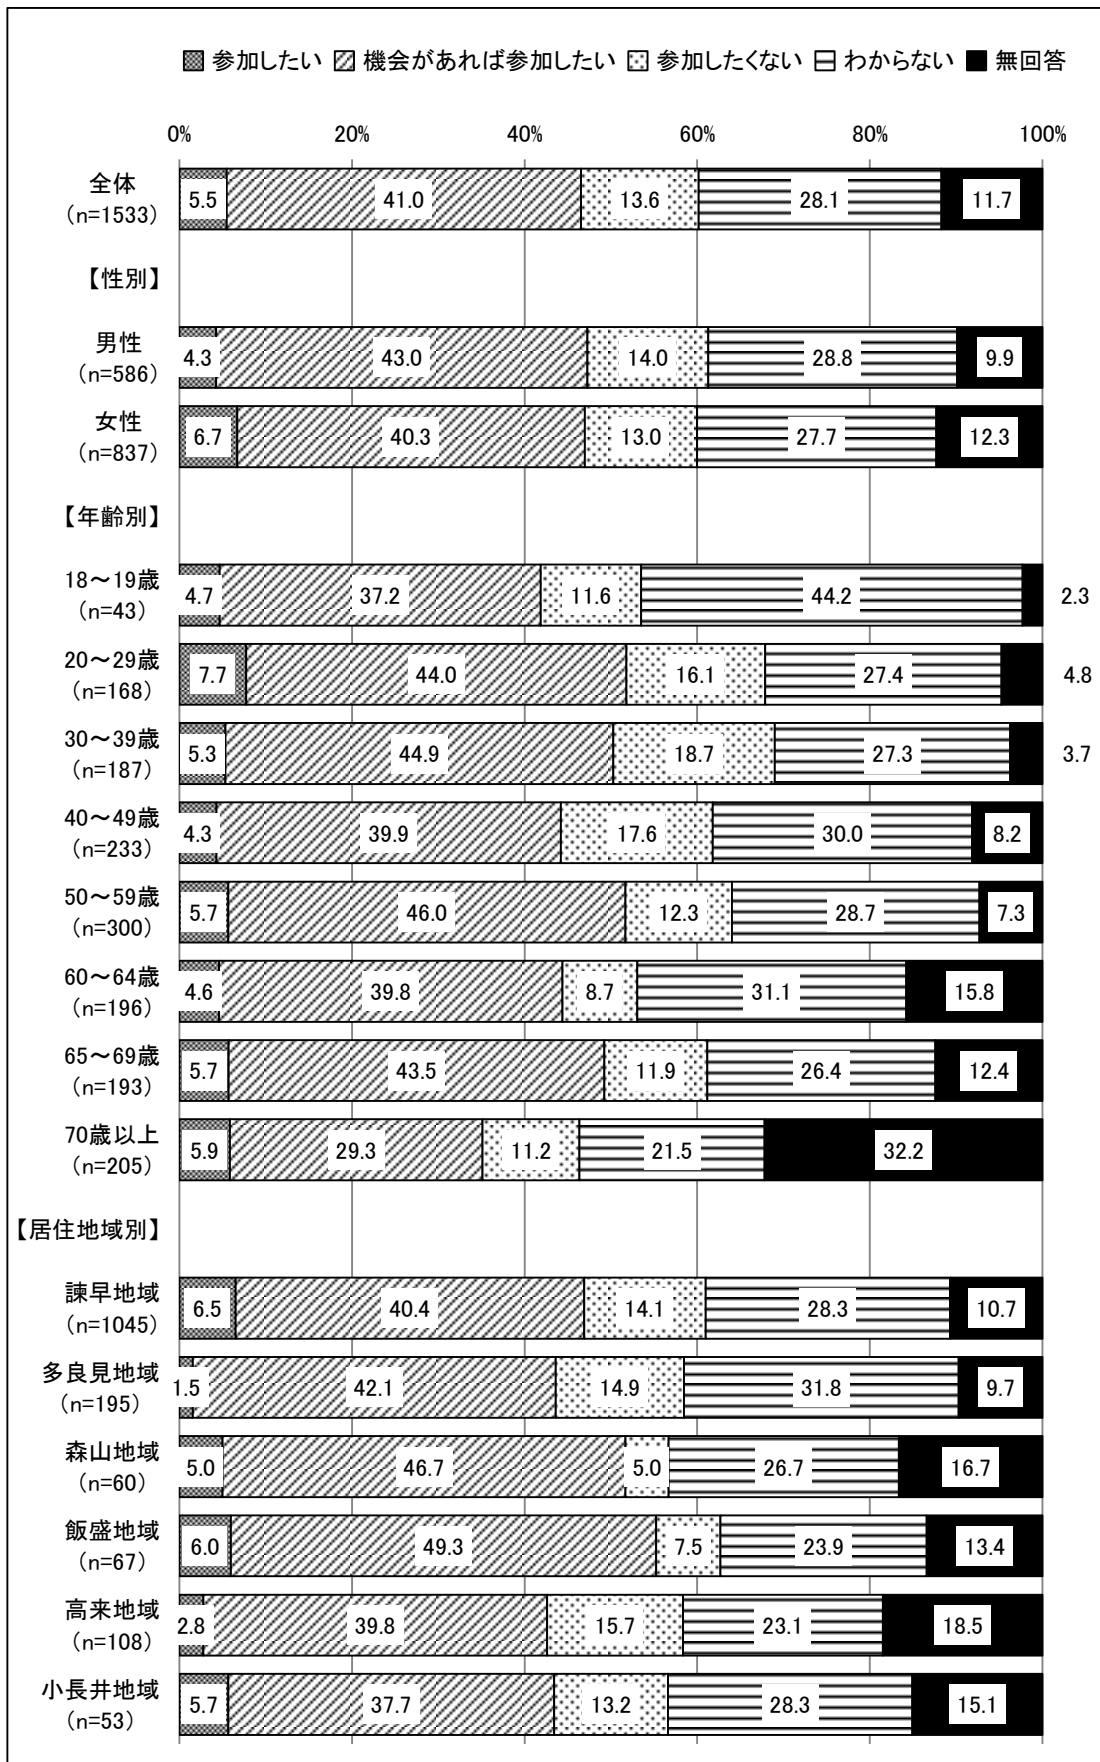 参加したい 機会があれば参加したい 参加したくない わからない 無回答
0% 20% 40% 60% 80% 100%
全体
(n=1533)
5.5 41.0 13.6 28.1 11.7
【性別】
男性
(n=586)
4.3 43.0 14.0 28.8 9.9
女性
(n=837)
6.7 40.3 13.0 27.7 12.3
【年齢別】
18～19歳
(n=43)
4.7 37.2 11.6 44.2 2.3
20～29歳
(n=168)
7.7 44.0 16.1 27.4 4.8
30～39歳
(n=187)
5.3 44.9 18.7 27.3 3.7
40～49歳
(n=233)
4.3 39.9 17.6 30.0 8.2
50～59歳
(n=300)
5.7 46.0 12.3 28.7 7.3
60～64歳
(n=196)
4.6 39.8 8.7 31.1 15.8
65～69歳
(n=193)
5.7 43.5 11.9 26.4 12.4
70歳以上
(n=205)
5.9 29.3 11.2 21.5 32.2
【居住地域別】
諫早地域
(n=1045)
6.5 40.4 14.1 28.3 10.7
多良見地域
(n=195)
1.5 42.1 14.9 31.8 9.7
森山地域
(n=60)
5.0 46.7 5.0 26.7 16.7
飯盛地域
(n=67)
6.0 49.3 7.5 23.9 13.4
高来地域
(n=108)
2.8 39.8 15.7 23.1 18.5
小長井地域
(n=53)
5.7 37.7 13.2 28.3 15.1